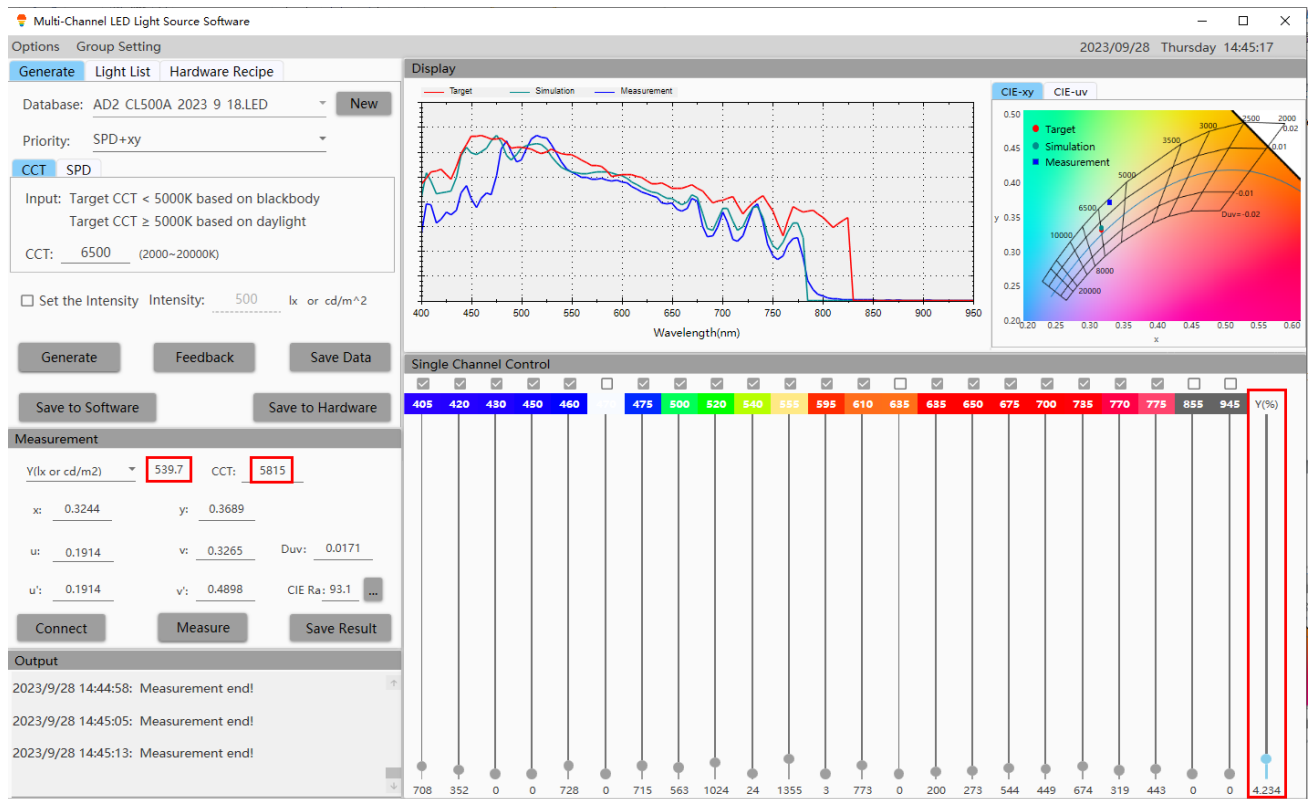 Multi-Channel LED Light Source Software
Options Group Setting
2023/09/28 Thursday 14:45:17
Generate Light List Hardware Recipe
Database: AD2 CL500A 2023 9 18.LED New
Priority: SPD+xy
CCT SPD
Input: Target CCT < 5000K based on blackbody
Target CCT ≥ 5000K based on daylight
CCT: 6500 (2000~20000K)
Set the Intensity Intensity: 500 lx or cd/m^2
Generate Feedback Save Data
Save to Software Save to Hardware
Measurement
Y(lx or cd/m2) 539.7 CCT: 5815
x: 0.3244 y: 0.3689
u: 0.1914 v: 0.3265 Duv: 0.0171
u': 0.1914 v': 0.4898 CIE Ra: 93.1 ...
Connect Measure Save Result
Output
2023/9/28 14:44:58: Measurement end!
2023/9/28 14:45:05: Measurement end!
2023/9/28 14:45:13: Measurement end!
Display
Target Simulation Measurement
400 450 500 550 600 650 700 750 800 850 900 950
Wavelength(nm)
CIE-xy CIE-uv
Target
Simulation
Measurement
0.50
0.45
0.40
y 0.35
0.30
0.25
0.20
0.20 0.25 0.30 0.35 0.40 0.45 0.50 0.55 0.60
x
2000
2500
3000
3500
5000
6500
8000
10000
20000
0.02
0.01
-0.01
Duv= -0.02
Single Channel Control
405 420 430 450 460 470 475 500 520 540 555 595 610 635 635 650 675 700 735 770 775 855 945 Y(%)
708 352 0 0 728 0 715 563 1024 24 1355 3 773 0 200 273 544 449 674 319 443 0 0 4.234